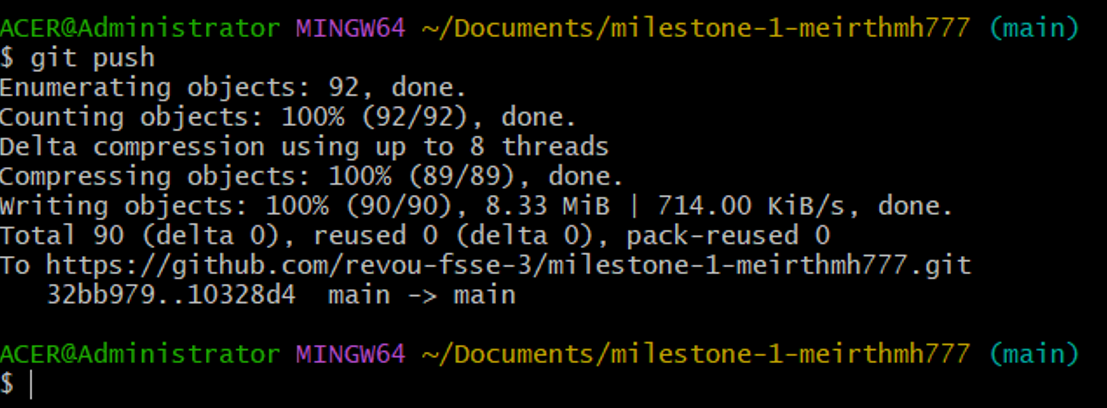 ACER@Administrator MINGW64 ~/Documents/milestone-1-meirthmh777 (main)
$ git push
Enumerating objects: 92, done.
Counting objects: 100% (92/92), done.
Delta compression using up to 8 threads
Compressing objects: 100% (89/89), done.
Writing objects: 100% (90/90), 8.33 MiB | 714.00 KiB/s, done.
Total 90 (delta 0), reused 0 (delta 0), pack-reused 0
To https://github.com/revou-fsse-3/milestone-1-meirthmh777.git
   32bb979..10328d4  main -> main
ACER@Administrator MINGW64 ~/Documents/milestone-1-meirthmh777 (main)
$